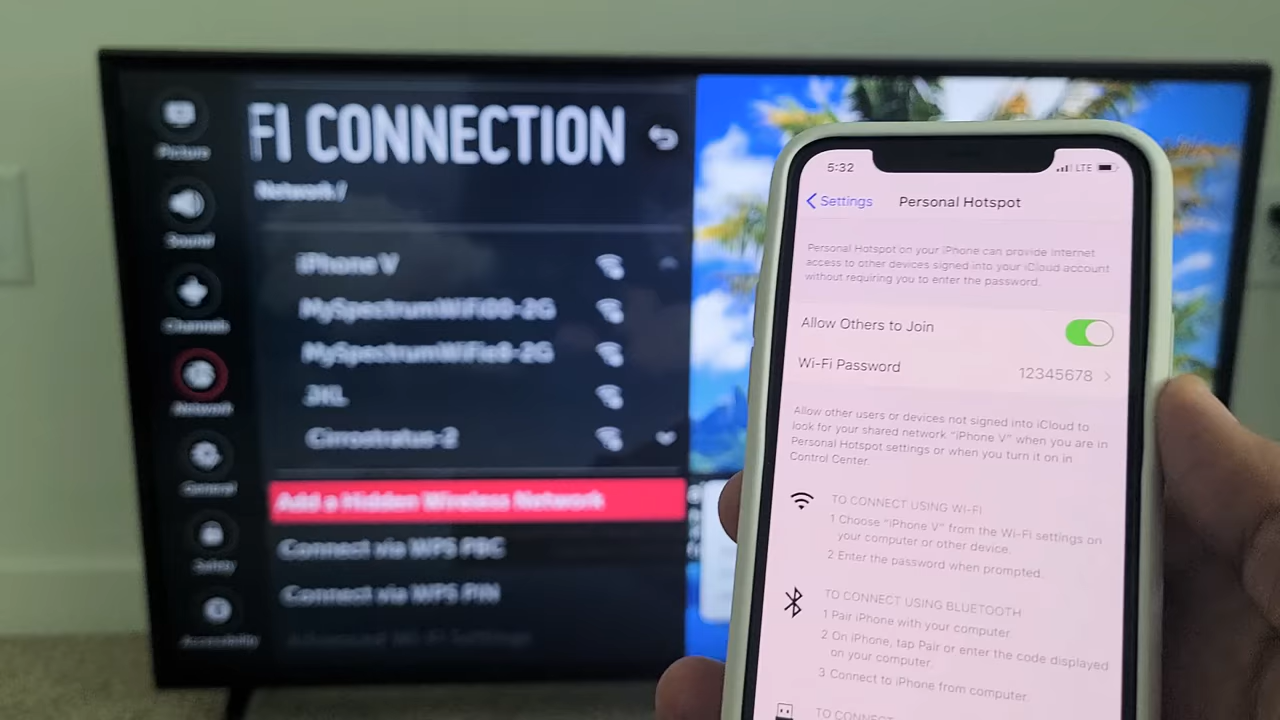 FI CONNECTION
Network /
Picture
Sound
Channels
Network
General
Safety
Accessibility
iPhone V
MySpectrumWiFi00-2G
MySpectrumWiFie8-2G
JKL
Cirrostratus-2
Add a Hidden Wireless Network
Connect via WPS PBC
Connect via WPS PIN
Advanced Wi-Fi Settings
5:32
LTE
Settings
Personal Hotspot
Personal Hotspot on your iPhone can provide Internet
access to other devices signed into your iCloud account
without requiring you to enter the password.
Allow Others to Join
Wi-Fi Password
12345678
Allow other users or devices not signed into iCloud to
look for your shared network “iPhone V” when you are in
Personal Hotspot settings or when you turn it on in
Control Center.
TO CONNECT USING WI-FI
1 Choose “iPhone V” from the Wi-Fi settings on
your computer or other device.
2 Enter the password when prompted.
TO CONNECT USING BLUETOOTH
1 Pair iPhone with your computer.
2 On iPhone, tap Pair or enter the code displayed
on your computer.
3 Connect to iPhone from computer.
TO CONNECT